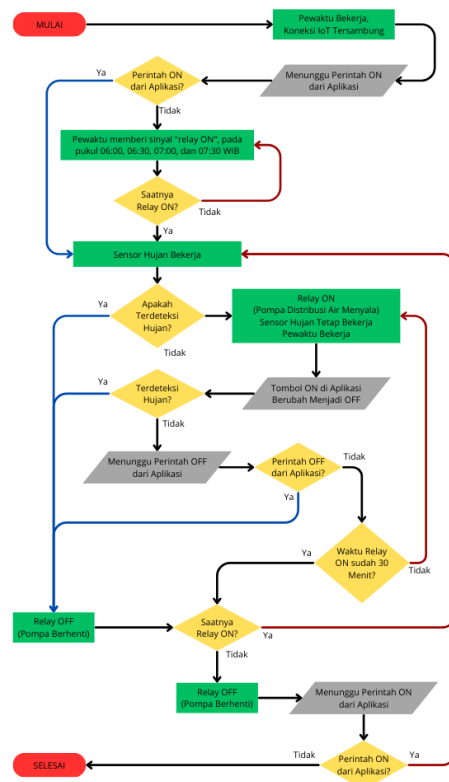 MULAI
Pewaktu Bekerja,
Koneksi IoT Tersambung
Ya
Perintah ON
dari Aplikasi?
Menunggu Perintah ON
dari Aplikasi
Tidak
Pewaktu memberi sinyal "relay ON", pada
pukul 06:00, 06:30, 07:00, dan 07:30 WIB
Saatnya
Relay ON?
Tidak
Ya
Sensor Hujan Bekerja
Ya
Apakah
Terdeteksi
Hujan?
Relay ON
(Pompa Distribusi Air Menyala)
Sensor Hujan Tetap Bekerja
Pewaktu Bekerja
Tidak
Ya
Terdeteksi
Hujan?
Tombol ON di Aplikasi
Berubah Menjadi OFF
Tidak
Menunggu Perintah OFF
dari Aplikasi
Perintah OFF
dari Aplikasi?
Tidak
Ya
Ya
Waktu Relay
ON sudah 30
Menit?
Tidak
Relay OFF
(Pompa Berhenti)
Saatnya
Relay ON?
Ya
Tidak
Relay OFF
(Pompa Berhenti)
Menunggu Perintah ON
dari Aplikasi
SELESAI
Tidak
Perintah ON
dari Aplikasi?
Ya